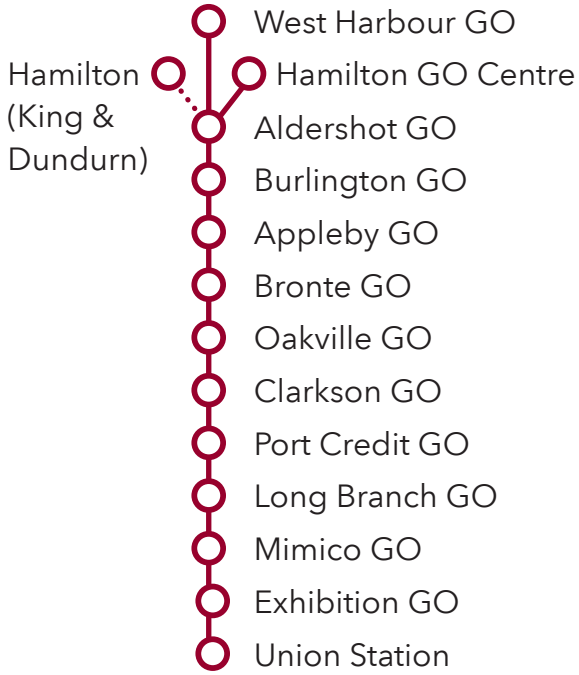 West Harbour GO
Hamilton
(King &
Dundurn)
Hamilton GO Centre
Aldershot GO
Burlington GO
Appleby GO
Bronte GO
Oakville GO
Clarkson GO
Port Credit GO
Long Branch GO
Mimico GO
Exhibition GO
Union Station